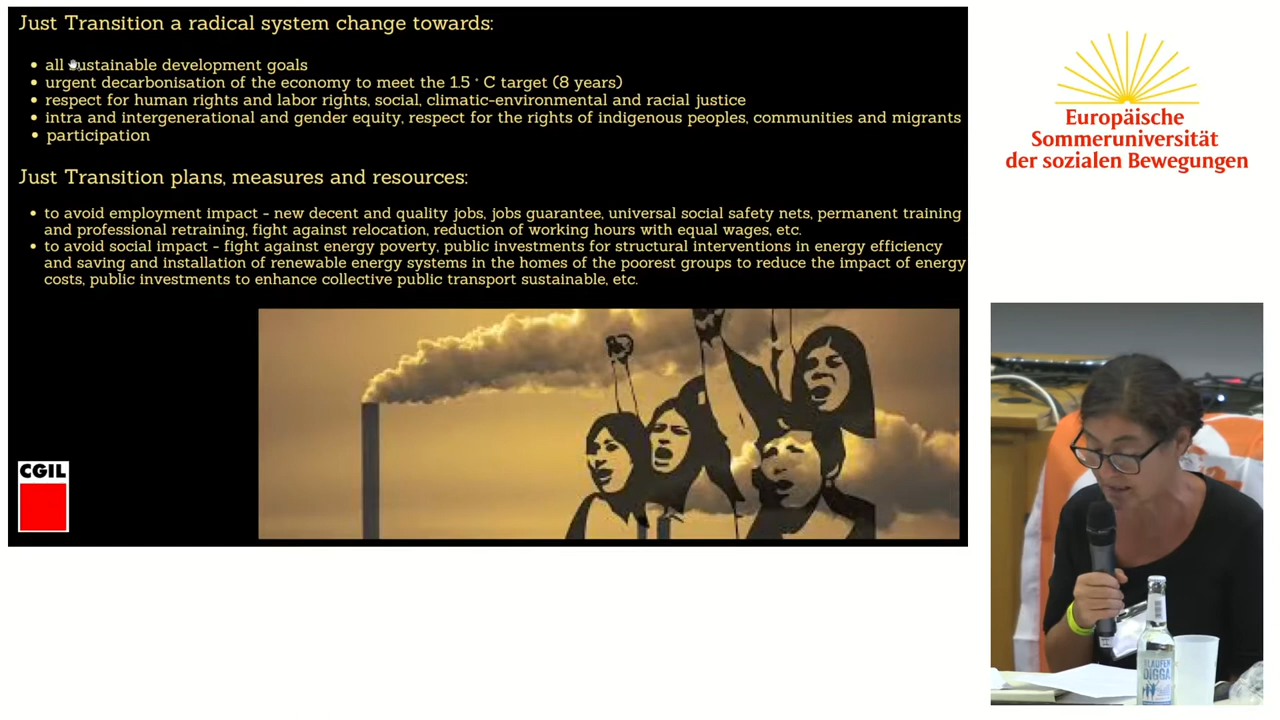 Just Transition a radical system change towards:
• all sustainable development goals
• urgent decarbonisation of the economy to meet the 1.5 ° C target (8 years)
• respect for human rights and labor rights, social, climatic-environmental and racial justice
• intra and intergenerational and gender equity, respect for the rights of indigenous peoples, communities and migrants
• participation
Just Transition plans, measures and resources:
• to avoid employment impact - new decent and quality jobs, jobs guarantee, universal social safety nets, permanent training
and professional retraining, fight against relocation, reduction of working hours with equal wages, etc.
• to avoid social impact - fight against energy poverty, public investments for structural interventions in energy efficiency
and saving and installation of renewable energy systems in the homes of the poorest groups to reduce the impact of energy
costs, public investments to enhance collective public transport sustainable, etc.
CGIL
Europäische
Sommeruniversität
der sozialen Bewegungen
DIGGA